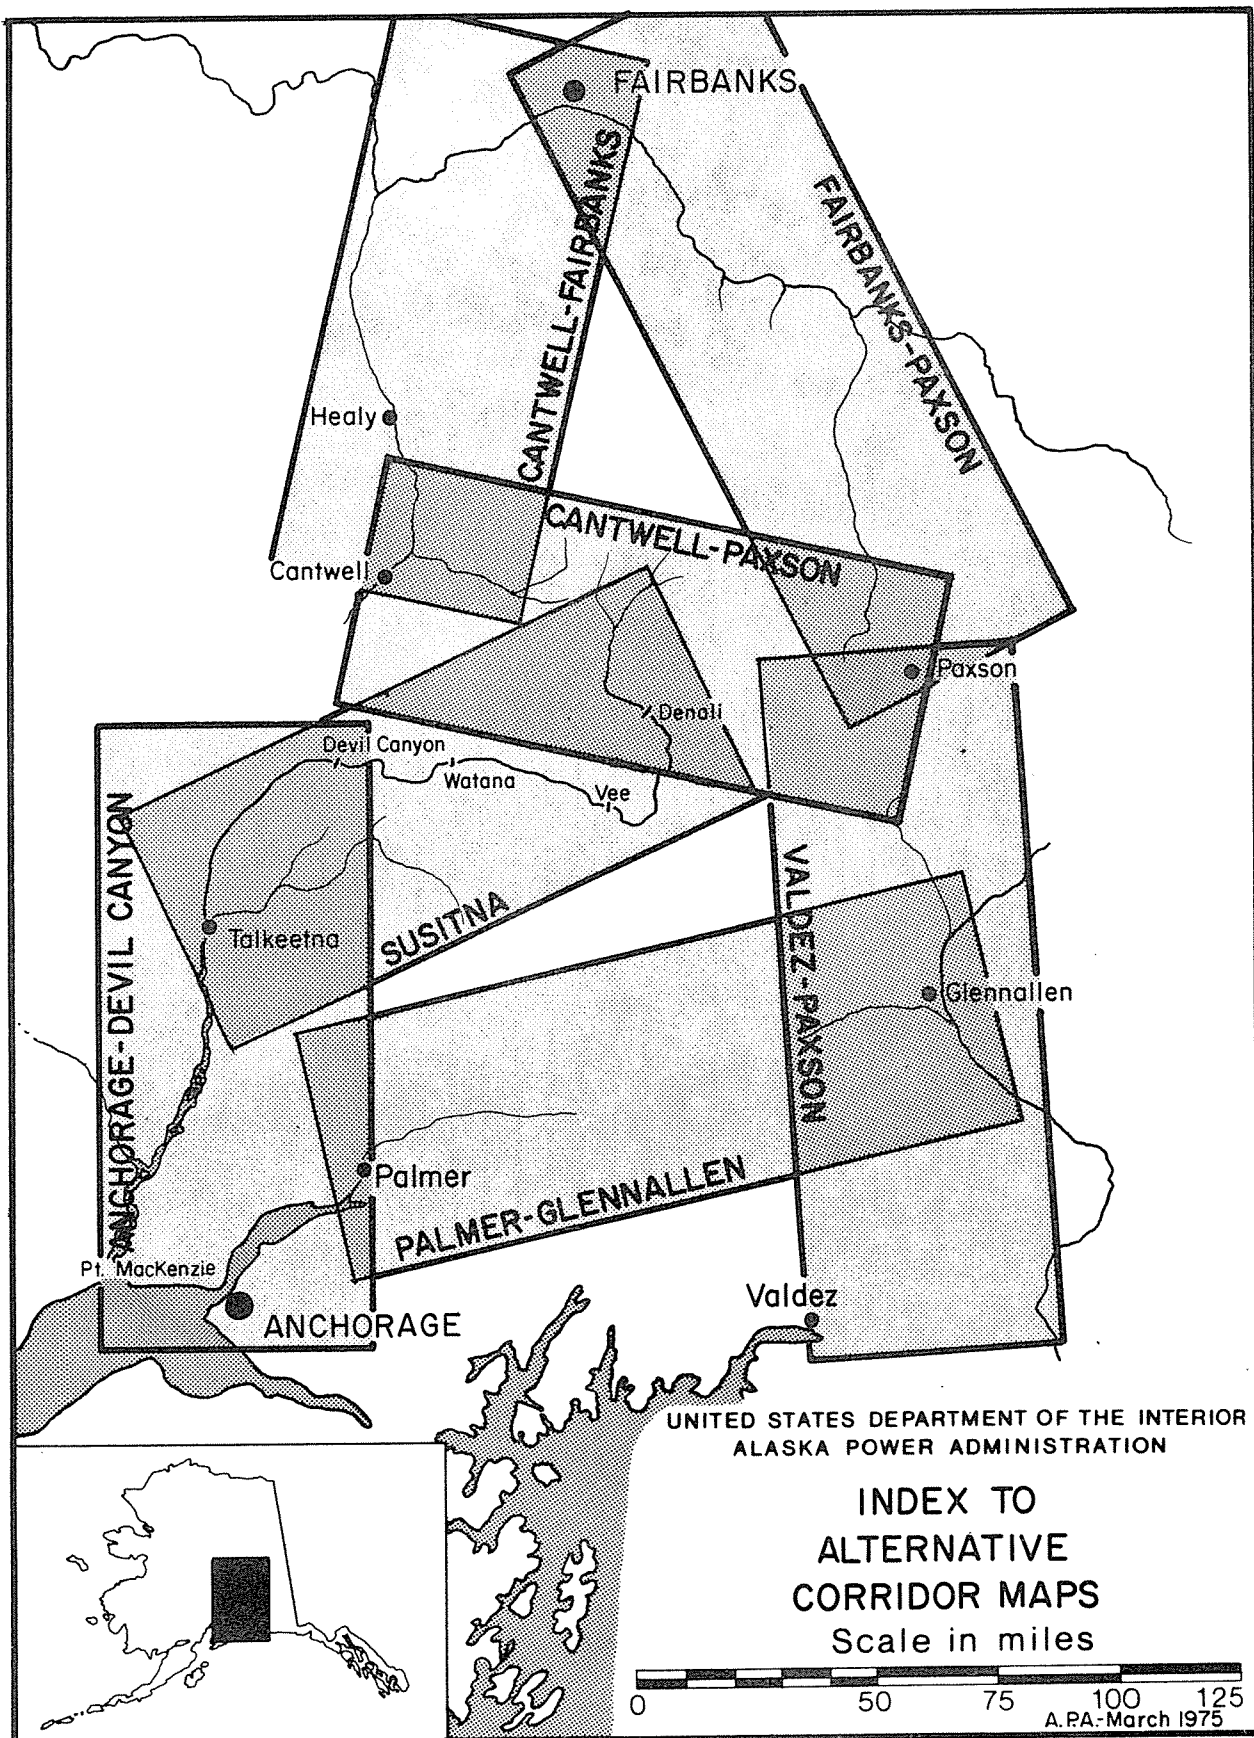 FAIRBANKS
CANTWELL-FAIRBANKS
FAIRBANKS-PAXSON
Healy
CANTWELL-PAXSON
Cantwell
Paxson
Denali
Devil Canyon
Watana
Vee
ANCHORAGE-DEVIL CANYON
VALDEZ-PAXSON
SUSITNA
Talkeetna
Glennallen
Palmer
PALMER-GLENNALLEN
Pt. MacKenzie
Valdez
ANCHORAGE
UNITED STATES DEPARTMENT OF THE INTERIOR
ALASKA POWER ADMINISTRATION
INDEX TO
ALTERNATIVE
CORRIDOR MAPS
Scale in miles
0 50 75 100 125
A.P.A.-March 1975